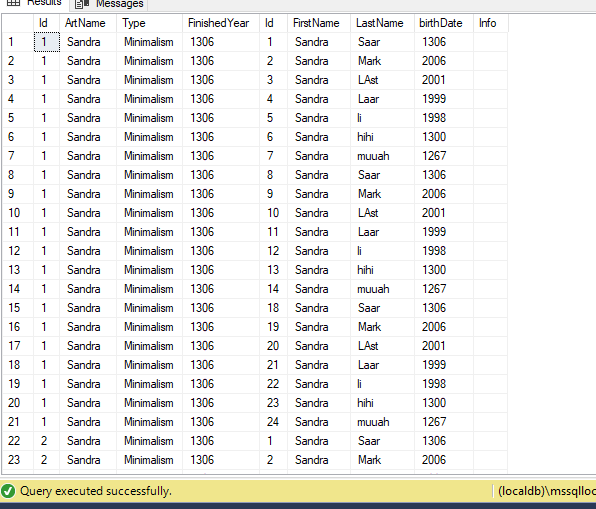 Results Messages
Id ArtName Type FinishedYear Id FirstName LastName birthDate Info
1 1 Sandra Minimalism 1306 1 Sandra Saar 1306
2 1 Sandra Minimalism 1306 2 Sandra Mark 2006
3 1 Sandra Minimalism 1306 3 Sandra LAst 2001
4 1 Sandra Minimalism 1306 4 Sandra Laar 1999
5 1 Sandra Minimalism 1306 5 Sandra li 1998
6 1 Sandra Minimalism 1306 6 Sandra hihi 1300
7 1 Sandra Minimalism 1306 7 Sandra muuah 1267
8 1 Sandra Minimalism 1306 8 Sandra Saar 1306
9 1 Sandra Minimalism 1306 9 Sandra Mark 2006
10 1 Sandra Minimalism 1306 10 Sandra LAst 2001
11 1 Sandra Minimalism 1306 11 Sandra Laar 1999
12 1 Sandra Minimalism 1306 12 Sandra li 1998
13 1 Sandra Minimalism 1306 13 Sandra hihi 1300
14 1 Sandra Minimalism 1306 14 Sandra muuah 1267
15 1 Sandra Minimalism 1306 18 Sandra Saar 1306
16 1 Sandra Minimalism 1306 19 Sandra Mark 2006
17 1 Sandra Minimalism 1306 20 Sandra LAst 2001
18 1 Sandra Minimalism 1306 21 Sandra Laar 1999
19 1 Sandra Minimalism 1306 22 Sandra li 1998
20 1 Sandra Minimalism 1306 23 Sandra hihi 1300
21 1 Sandra Minimalism 1306 24 Sandra muuah 1267
22 2 Sandra Minimalism 1306 1 Sandra Saar 1306
23 2 Sandra Minimalism 1306 2 Sandra Mark 2006
Query executed successfully. (localdb)\mssqlloc